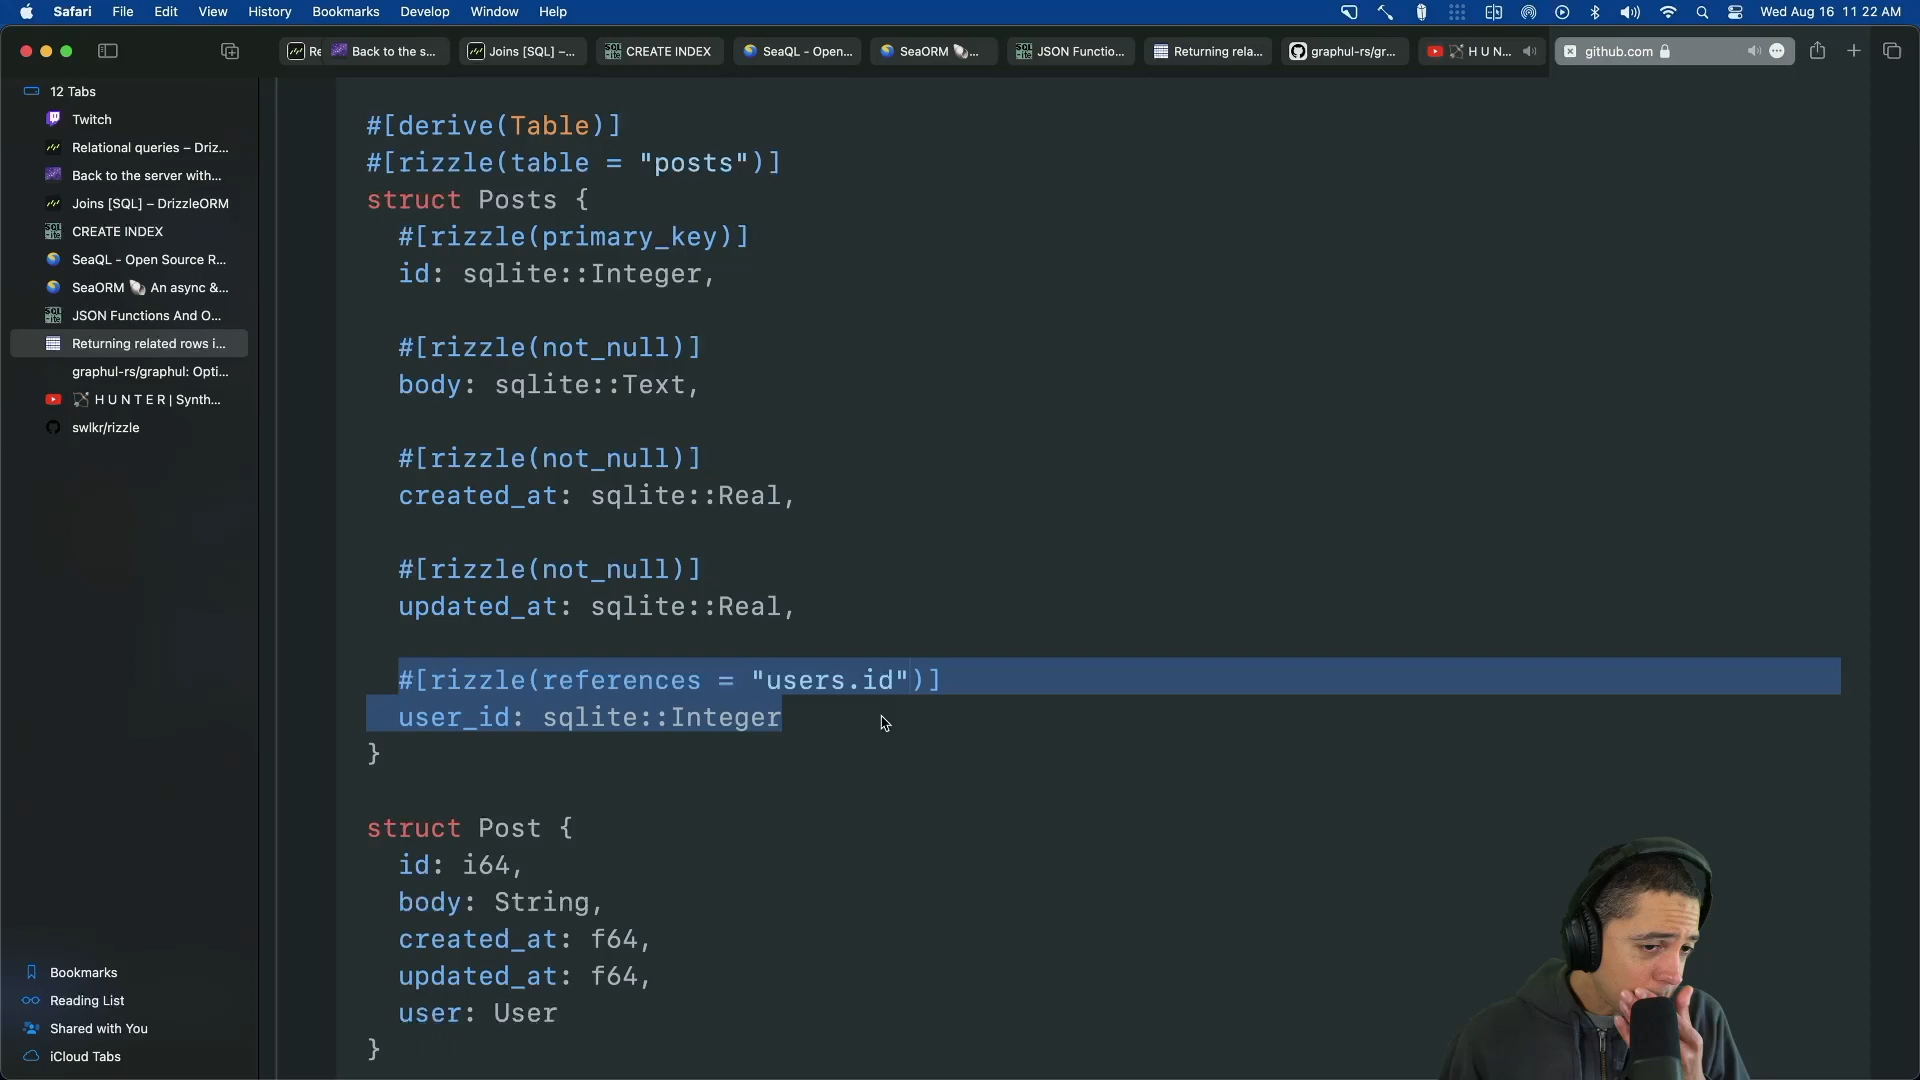 Safari File Edit View History Bookmarks Develop Window Help Wed Aug 16 11 22 AM
Re Back to the s... Joins [SQL] –... CREATE INDEX SeaQL - Open... SeaORM 🐚... JSON Functio... Returning rela... graphul-rs/gr... H U N... github.com
12 Tabs
Twitch
Relational queries – Driz...
Back to the server with...
Joins [SQL] – DrizzleORM
CREATE INDEX
SeaQL - Open Source R...
SeaORM 🐚 An async &...
JSON Functions And O...
Returning related rows i...
graphul-rs/graphul: Opti...
H U N T E R | Synth...
swlkr/rizzle
#[derive(Table)]
#[rizzle(table = "posts")]
struct Posts {
#[rizzle(primary_key)]
id: sqlite::Integer,
#[rizzle(not_null)]
body: sqlite::Text,
#[rizzle(not_null)]
created_at: sqlite::Real,
#[rizzle(not_null)]
updated_at: sqlite::Real,
#[rizzle(references = "users.id")]
user_id: sqlite::Integer
}
struct Post {
id: i64,
body: String,
created_at: f64,
updated_at: f64,
user: User
}
Bookmarks
Reading List
Shared with You
iCloud Tabs